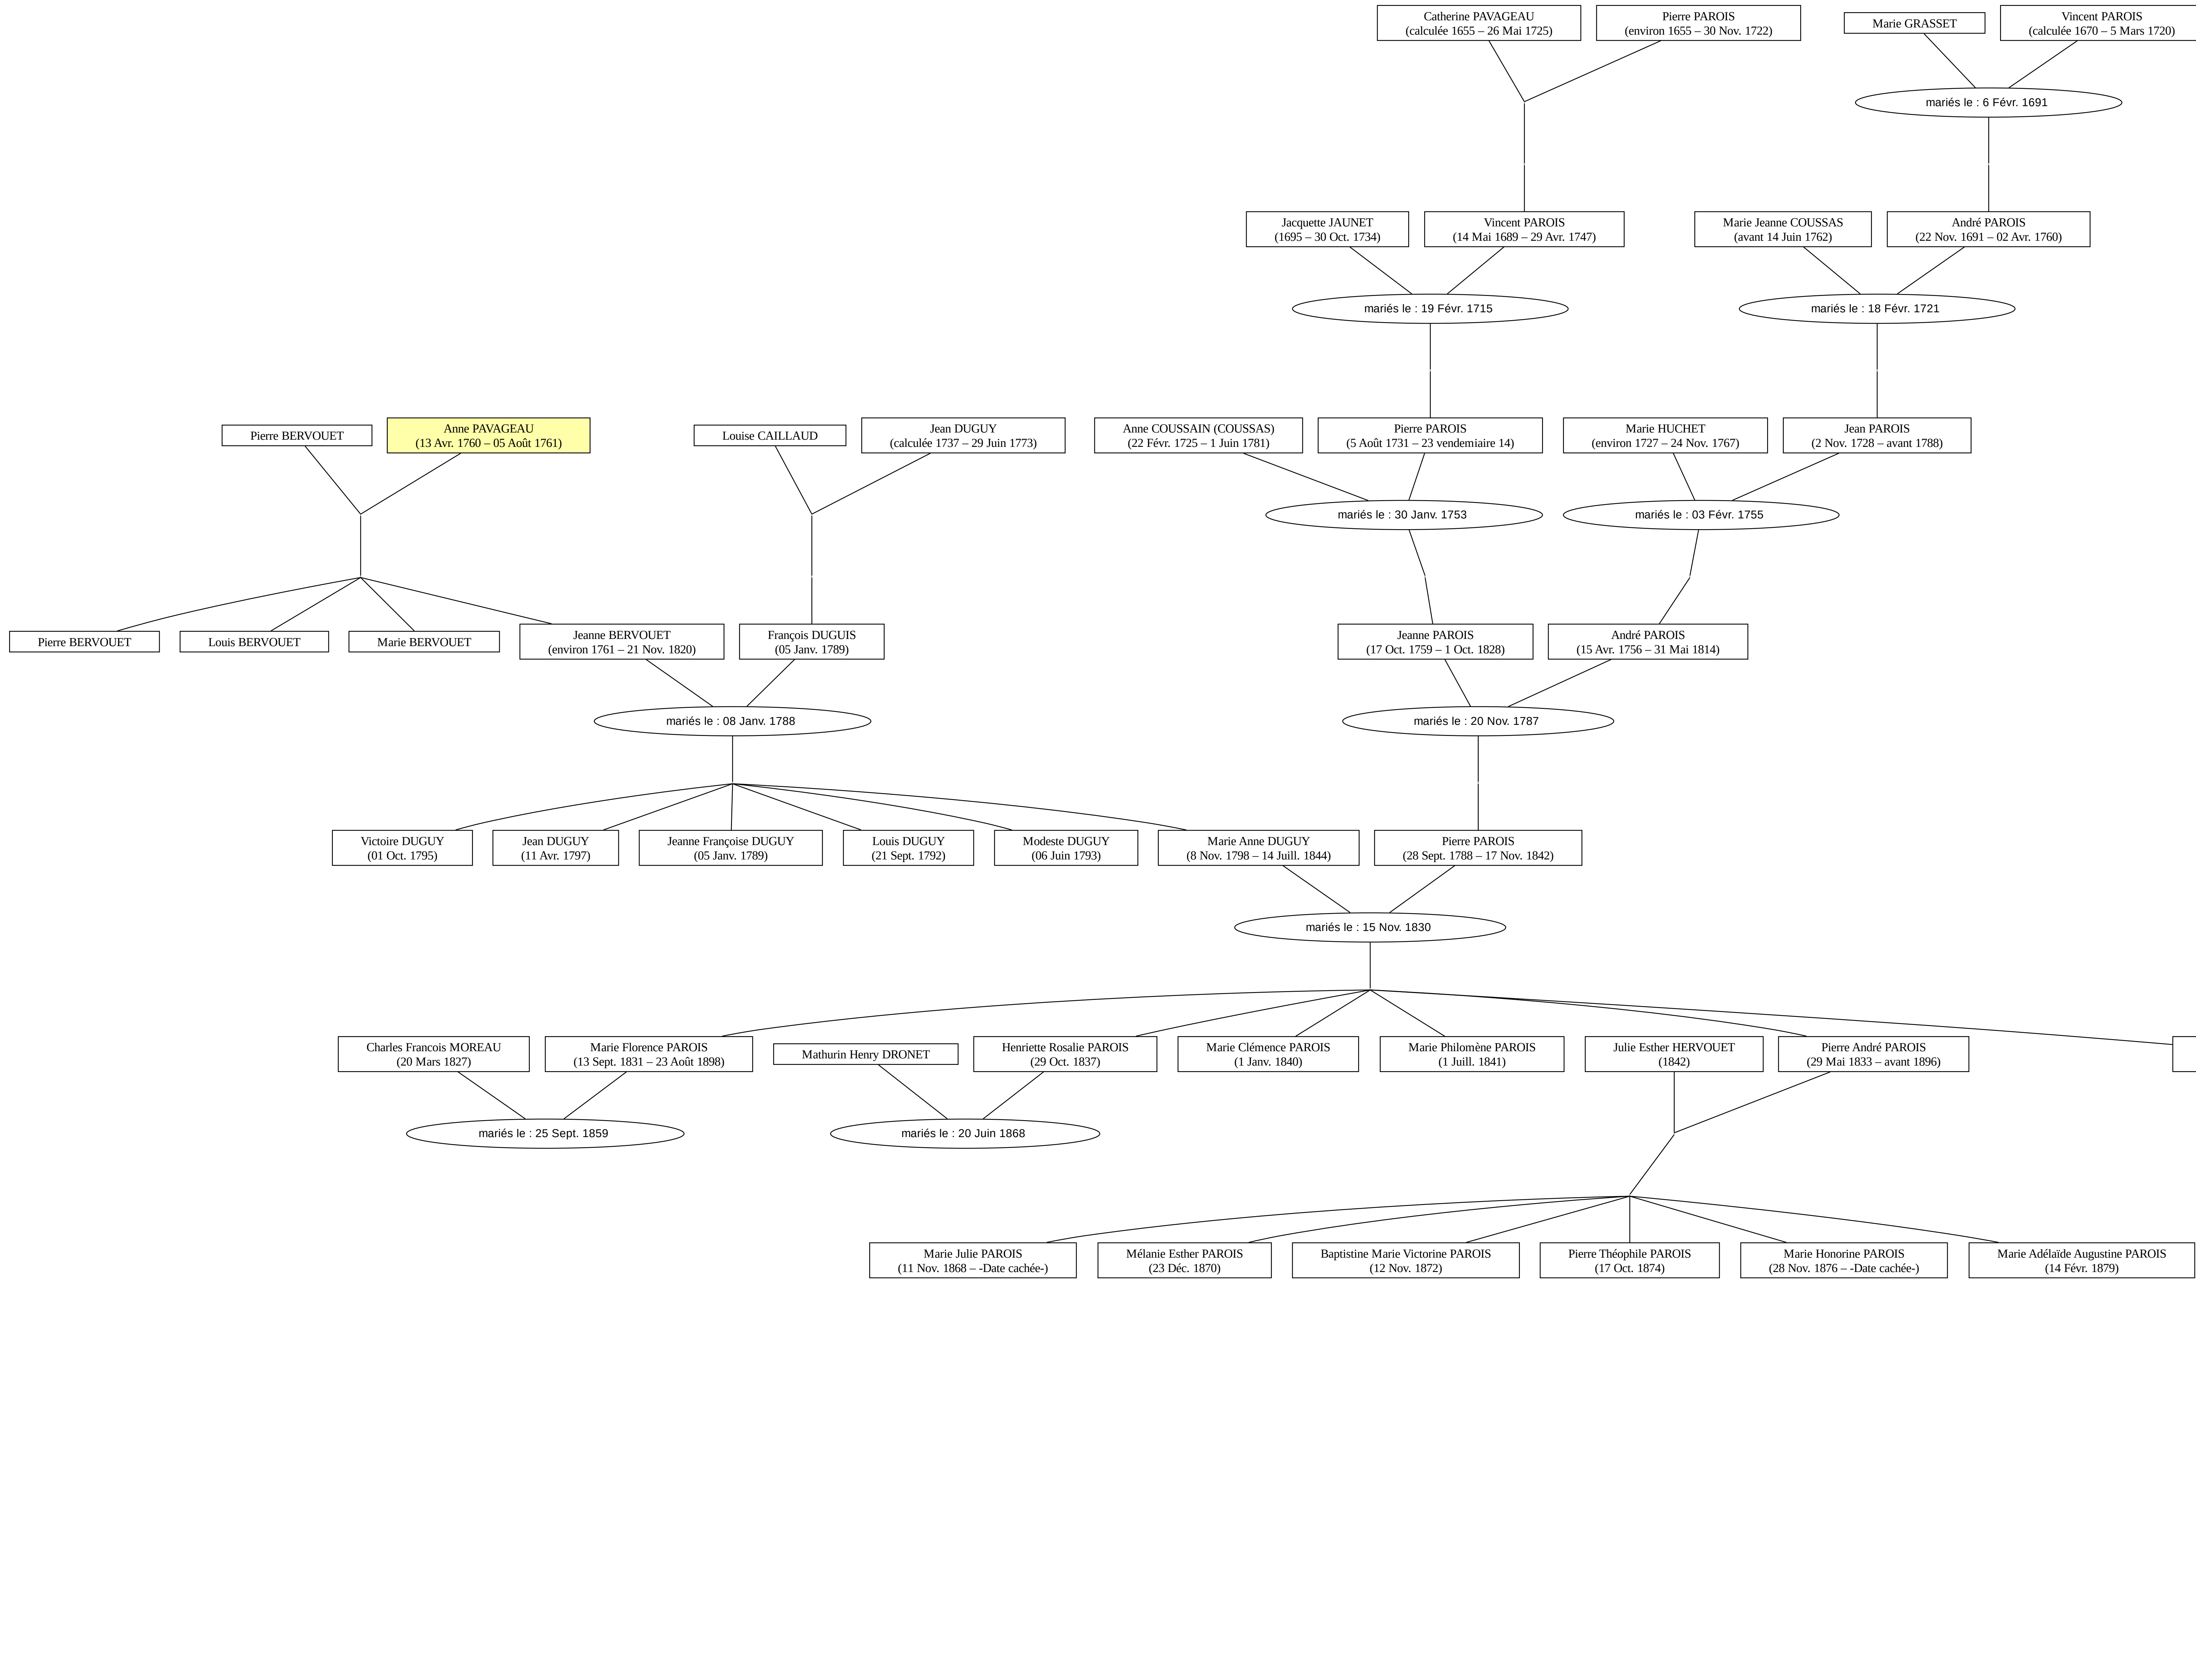 Catherine PAVAGEAU
(calculée 1655 – 26 Mai 1725)
Pierre PAROIS
(environ 1655 – 30 Nov. 1722)
Marie GRASSET
Vincent PAROIS
(calculée 1670 – 5 Mars 1720)
mariés le : 6 Févr. 1691
Jacquette JAUNET
(1695 – 30 Oct. 1734)
Vincent PAROIS
(14 Mai 1689 – 29 Avr. 1747)
Marie Jeanne COUSSAS
(avant 14 Juin 1762)
André PAROIS
(22 Nov. 1691 – 02 Avr. 1760)
mariés le : 19 Févr. 1715
mariés le : 18 Févr. 1721
Pierre BERVOUET
Anne PAVAGEAU
(13 Avr. 1760 – 05 Août 1761)
Louise CAILLAUD
Jean DUGUY
(calculée 1737 – 29 Juin 1773)
Anne COUSSAIN (COUSSAS)
(22 Févr. 1725 – 1 Juin 1781)
Pierre PAROIS
(5 Août 1731 – 23 vendemiaire 14)
Marie HUCHET
(environ 1727 – 24 Nov. 1767)
Jean PAROIS
(2 Nov. 1728 – avant 1788)
mariés le : 30 Janv. 1753
mariés le : 03 Févr. 1755
Pierre BERVOUET
Louis BERVOUET
Marie BERVOUET
Jeanne BERVOUET
(environ 1761 – 21 Nov. 1820)
François DUGUIS
(05 Janv. 1789)
Jeanne PAROIS
(17 Oct. 1759 – 1 Oct. 1828)
André PAROIS
(15 Avr. 1756 – 31 Mai 1814)
mariés le : 08 Janv. 1788
mariés le : 20 Nov. 1787
Victoire DUGUY
(01 Oct. 1795)
Jean DUGUY
(11 Avr. 1797)
Jeanne Françoise DUGUY
(05 Janv. 1789)
Louis DUGUY
(21 Sept. 1792)
Modeste DUGUY
(06 Juin 1793)
Marie Anne DUGUY
(8 Nov. 1798 – 14 Juill. 1844)
Pierre PAROIS
(28 Sept. 1788 – 17 Nov. 1842)
mariés le : 15 Nov. 1830
Charles Francois MOREAU
(20 Mars 1827)
Marie Florence PAROIS
(13 Sept. 1831 – 23 Août 1898)
Mathurin Henry DRONET
Henriette Rosalie PAROIS
(29 Oct. 1837)
Marie Clémence PAROIS
(1 Janv. 1840)
Marie Philomène PAROIS
(1 Juill. 1841)
Julie Esther HERVOUET
(1842)
Pierre André PAROIS
(29 Mai 1833 – avant 1896)
mariés le : 25 Sept. 1859
mariés le : 20 Juin 1868
Marie Julie PAROIS
(11 Nov. 1868 – -Date cachée-)
Mélanie Esther PAROIS
(23 Déc. 1870)
Baptistine Marie Victorine PAROIS
(12 Nov. 1872)
Pierre Théophile PAROIS
(17 Oct. 1874)
Marie Honorine PAROIS
(28 Nov. 1876 – -Date cachée-)
Marie Adélaïde Augustine PAROIS
(14 Févr. 1879)